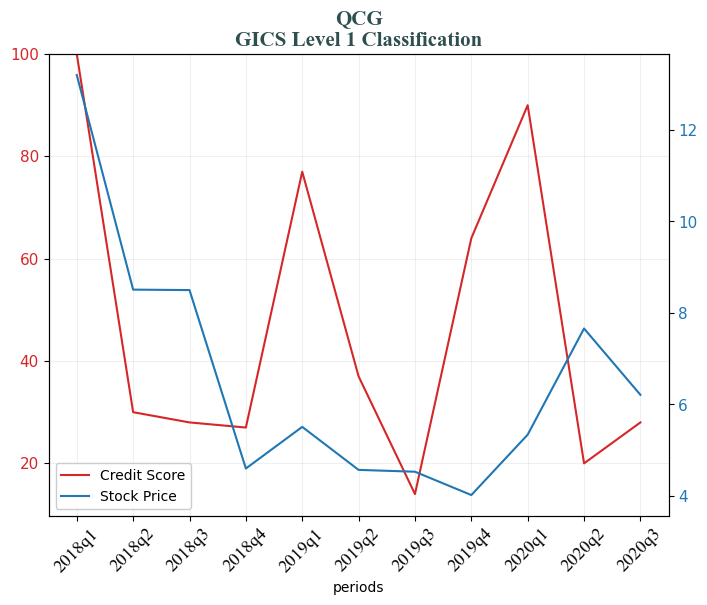 QCG
GICS Level 1 Classification
100
80
60
40
20
12
10
8
6
4
Credit Score
Stock Price
2018q1
2018q2
2018q3
2018q4
2019q1
2019q2
2019q3
2019q4
2020q1
2020q2
2020q3
periods